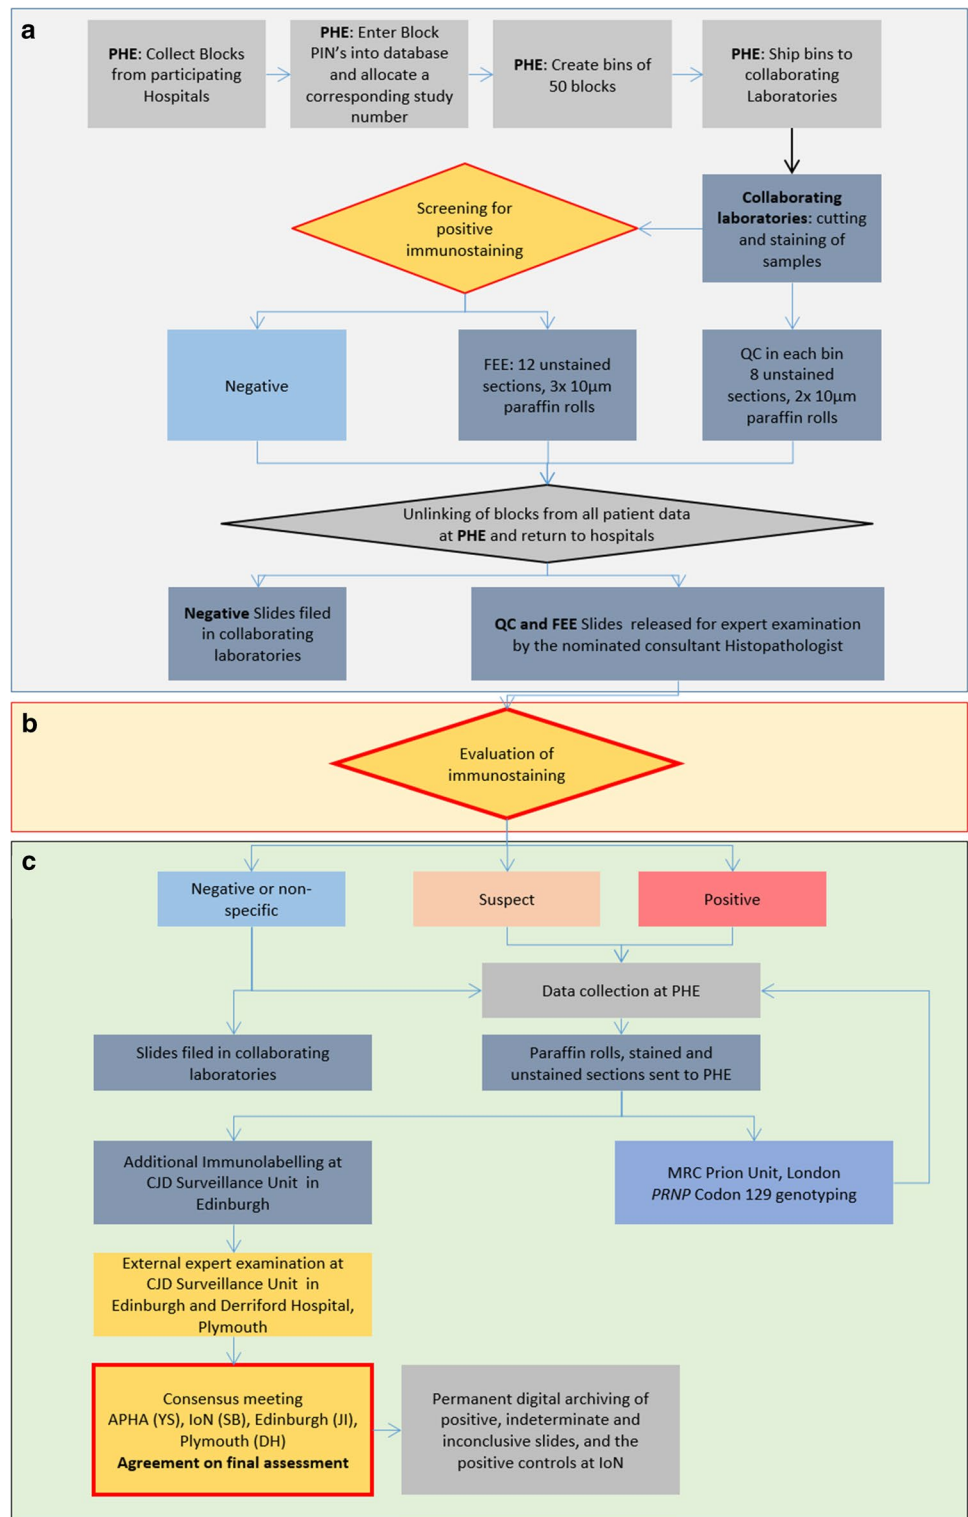 a
PHE: Collect Blocks
from participating
Hospitals
PHE: Enter Block
PIN's into database
and allocate a
corresponding study
number
PHE: Create bins of
50 blocks
PHE: Ship bins to
collaborating
Laboratories
Collaborating
laboratories: cutting
and staining of
samples
Screening for
positive
immunostaining
Negative
FEE: 12 unstained
sections, 3x 10µm
paraffin rolls
QC in each bin
8 unstained
sections, 2x 10µm
paraffin rolls
Unlinking of blocks from all patient data
at PHE and return to hospitals
Negative Slides filed
in collaborating
laboratories
QC and FEE Slides released for expert examination
by the nominated consultant Histopathologist
b
Evaluation of
immunostaining
c
Negative or non-
specific
Suspect
Positive
Data collection at PHE
Slides filed in collaborating
laboratories
Paraffin rolls, stained and
unstained sections sent to PHE
Additional Immunolabelling at
CJD Surveillance Unit in
Edinburgh
MRC Prion Unit, London
PRNP Codon 129 genotyping
External expert examination at
CJD Surveillance Unit in
Edinburgh and Derriford Hospital,
Plymouth
Consensus meeting
APHA (YS), IoN (SB), Edinburgh (JI),
Plymouth (DH)
Agreement on final assessment
Permanent digital archiving of
positive, indeterminate and
inconclusive slides, and the
positive controls at IoN